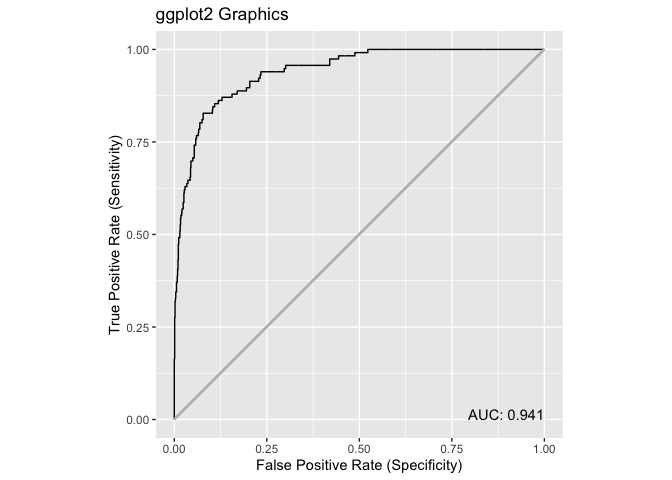 ggplot2 Graphics
True Positive Rate (Sensitivity)
1.00
0.75
0.50
0.25
0.00
AUC: 0.941
0.00 0.25 0.50 0.75 1.00
False Positive Rate (Specificity)